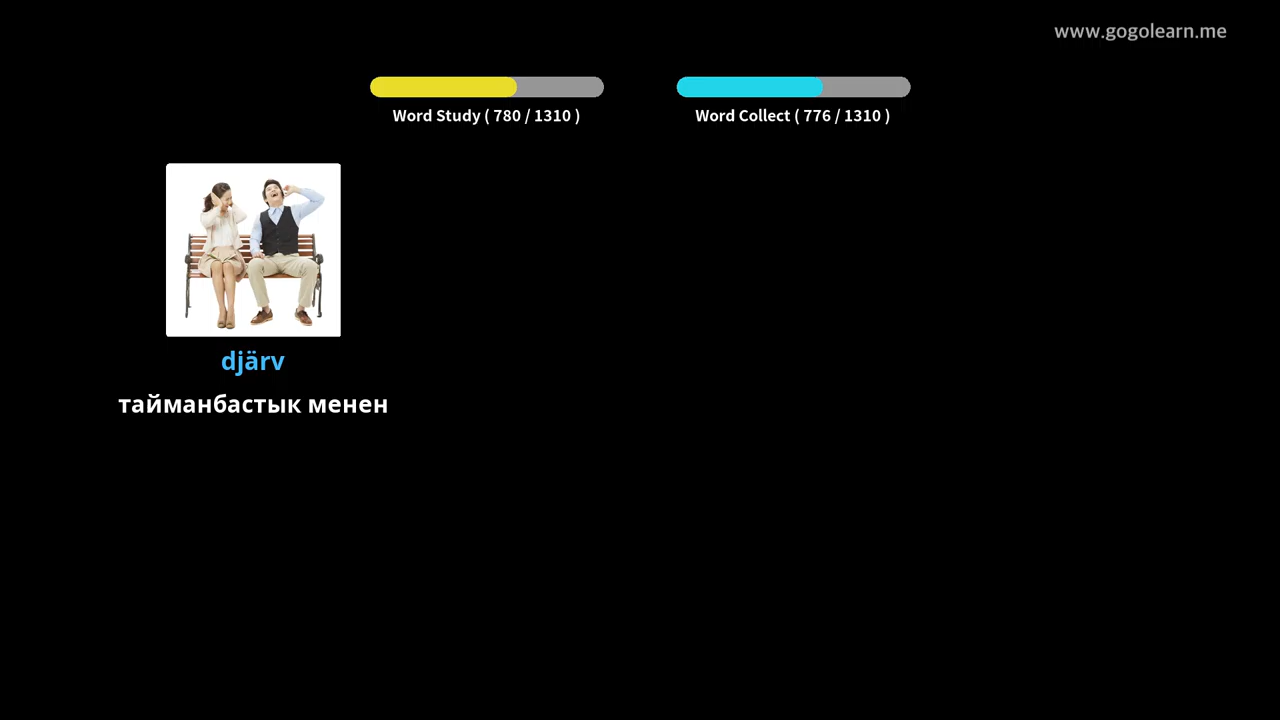 www.gogolearn.me
Word Study ( 780 / 1310 )
Word Collect ( 776 / 1310 )
djärv
тайманбастык менен